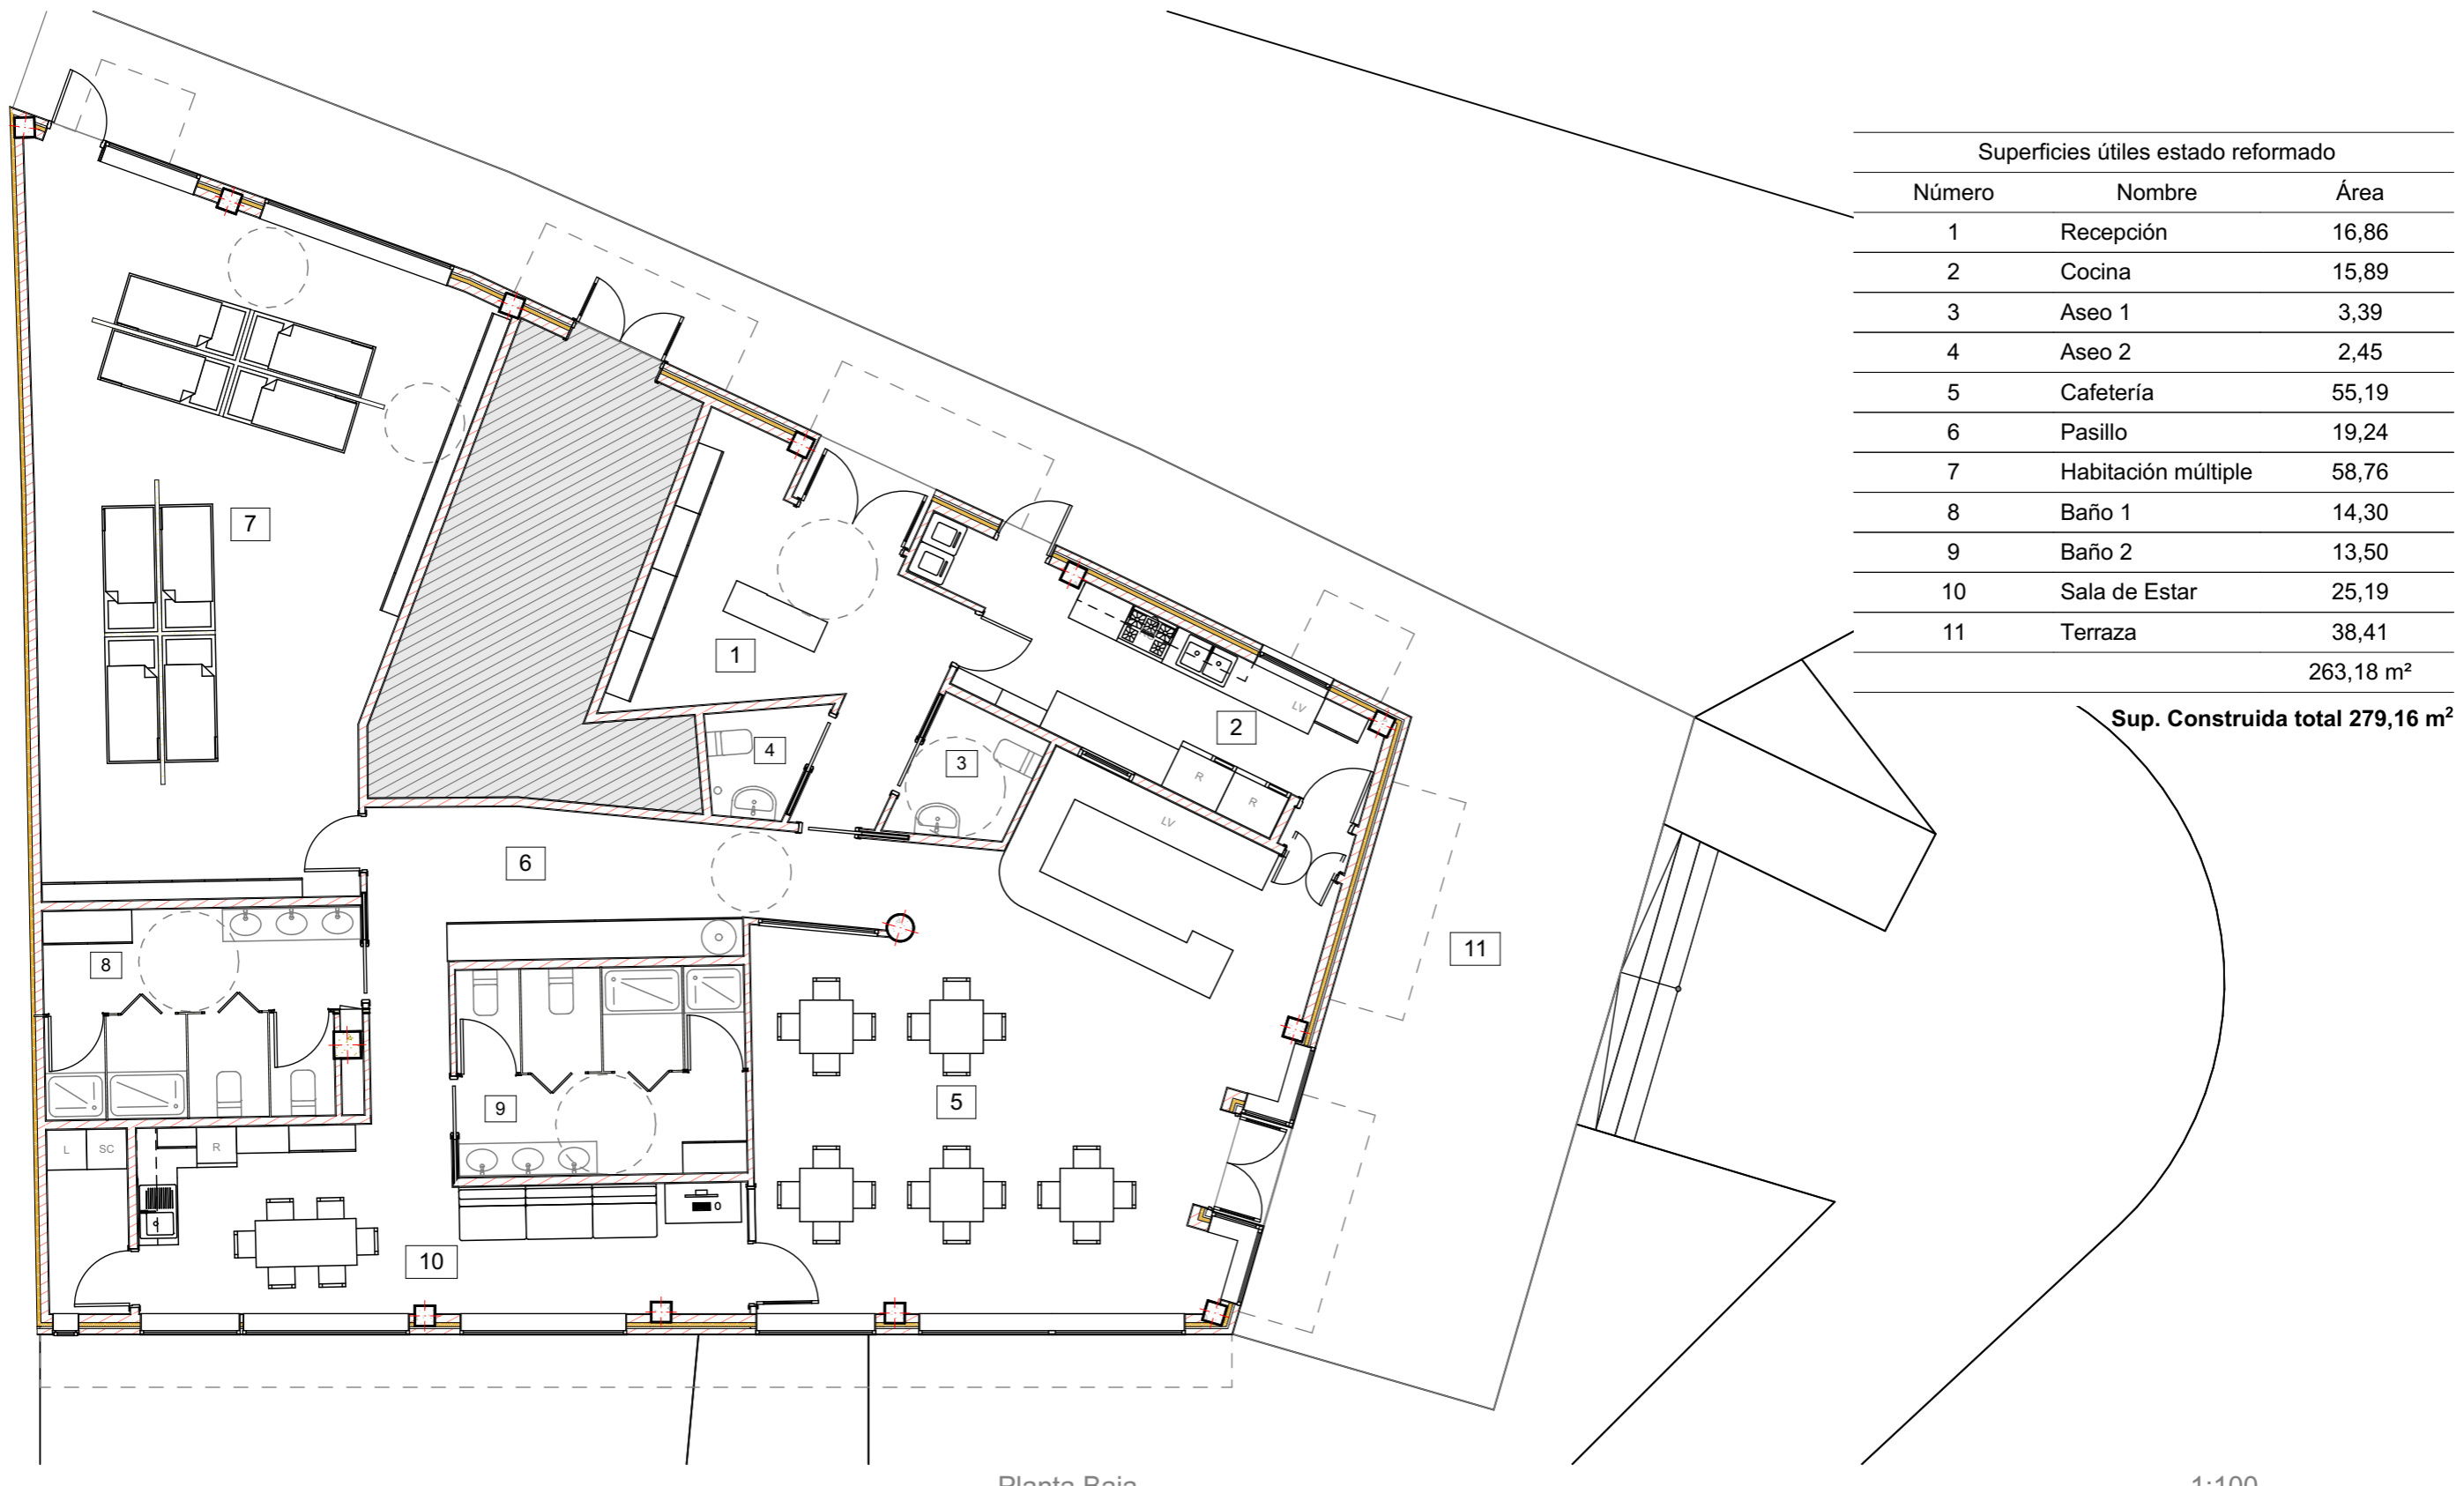 Superficies útiles estado reformado
Número Nombre Área
1 Recepción 16,86
2 Cocina 15,89
3 Aseo 1 3,39
4 Aseo 2 2,45
5 Cafetería 55,19
6 Pasillo 19,24
7 Habitación múltiple 58,76
8 Baño 1 14,30
9 Baño 2 13,50
10 Sala de Estar 25,19
11 Terraza 38,41
263,18 m²
Sup. Construida total 279,16 m²
7
1
2
LV
4
3
R
R
LV
6
8
11
9
5
L
SC
R
10
Planta Baja
1:100